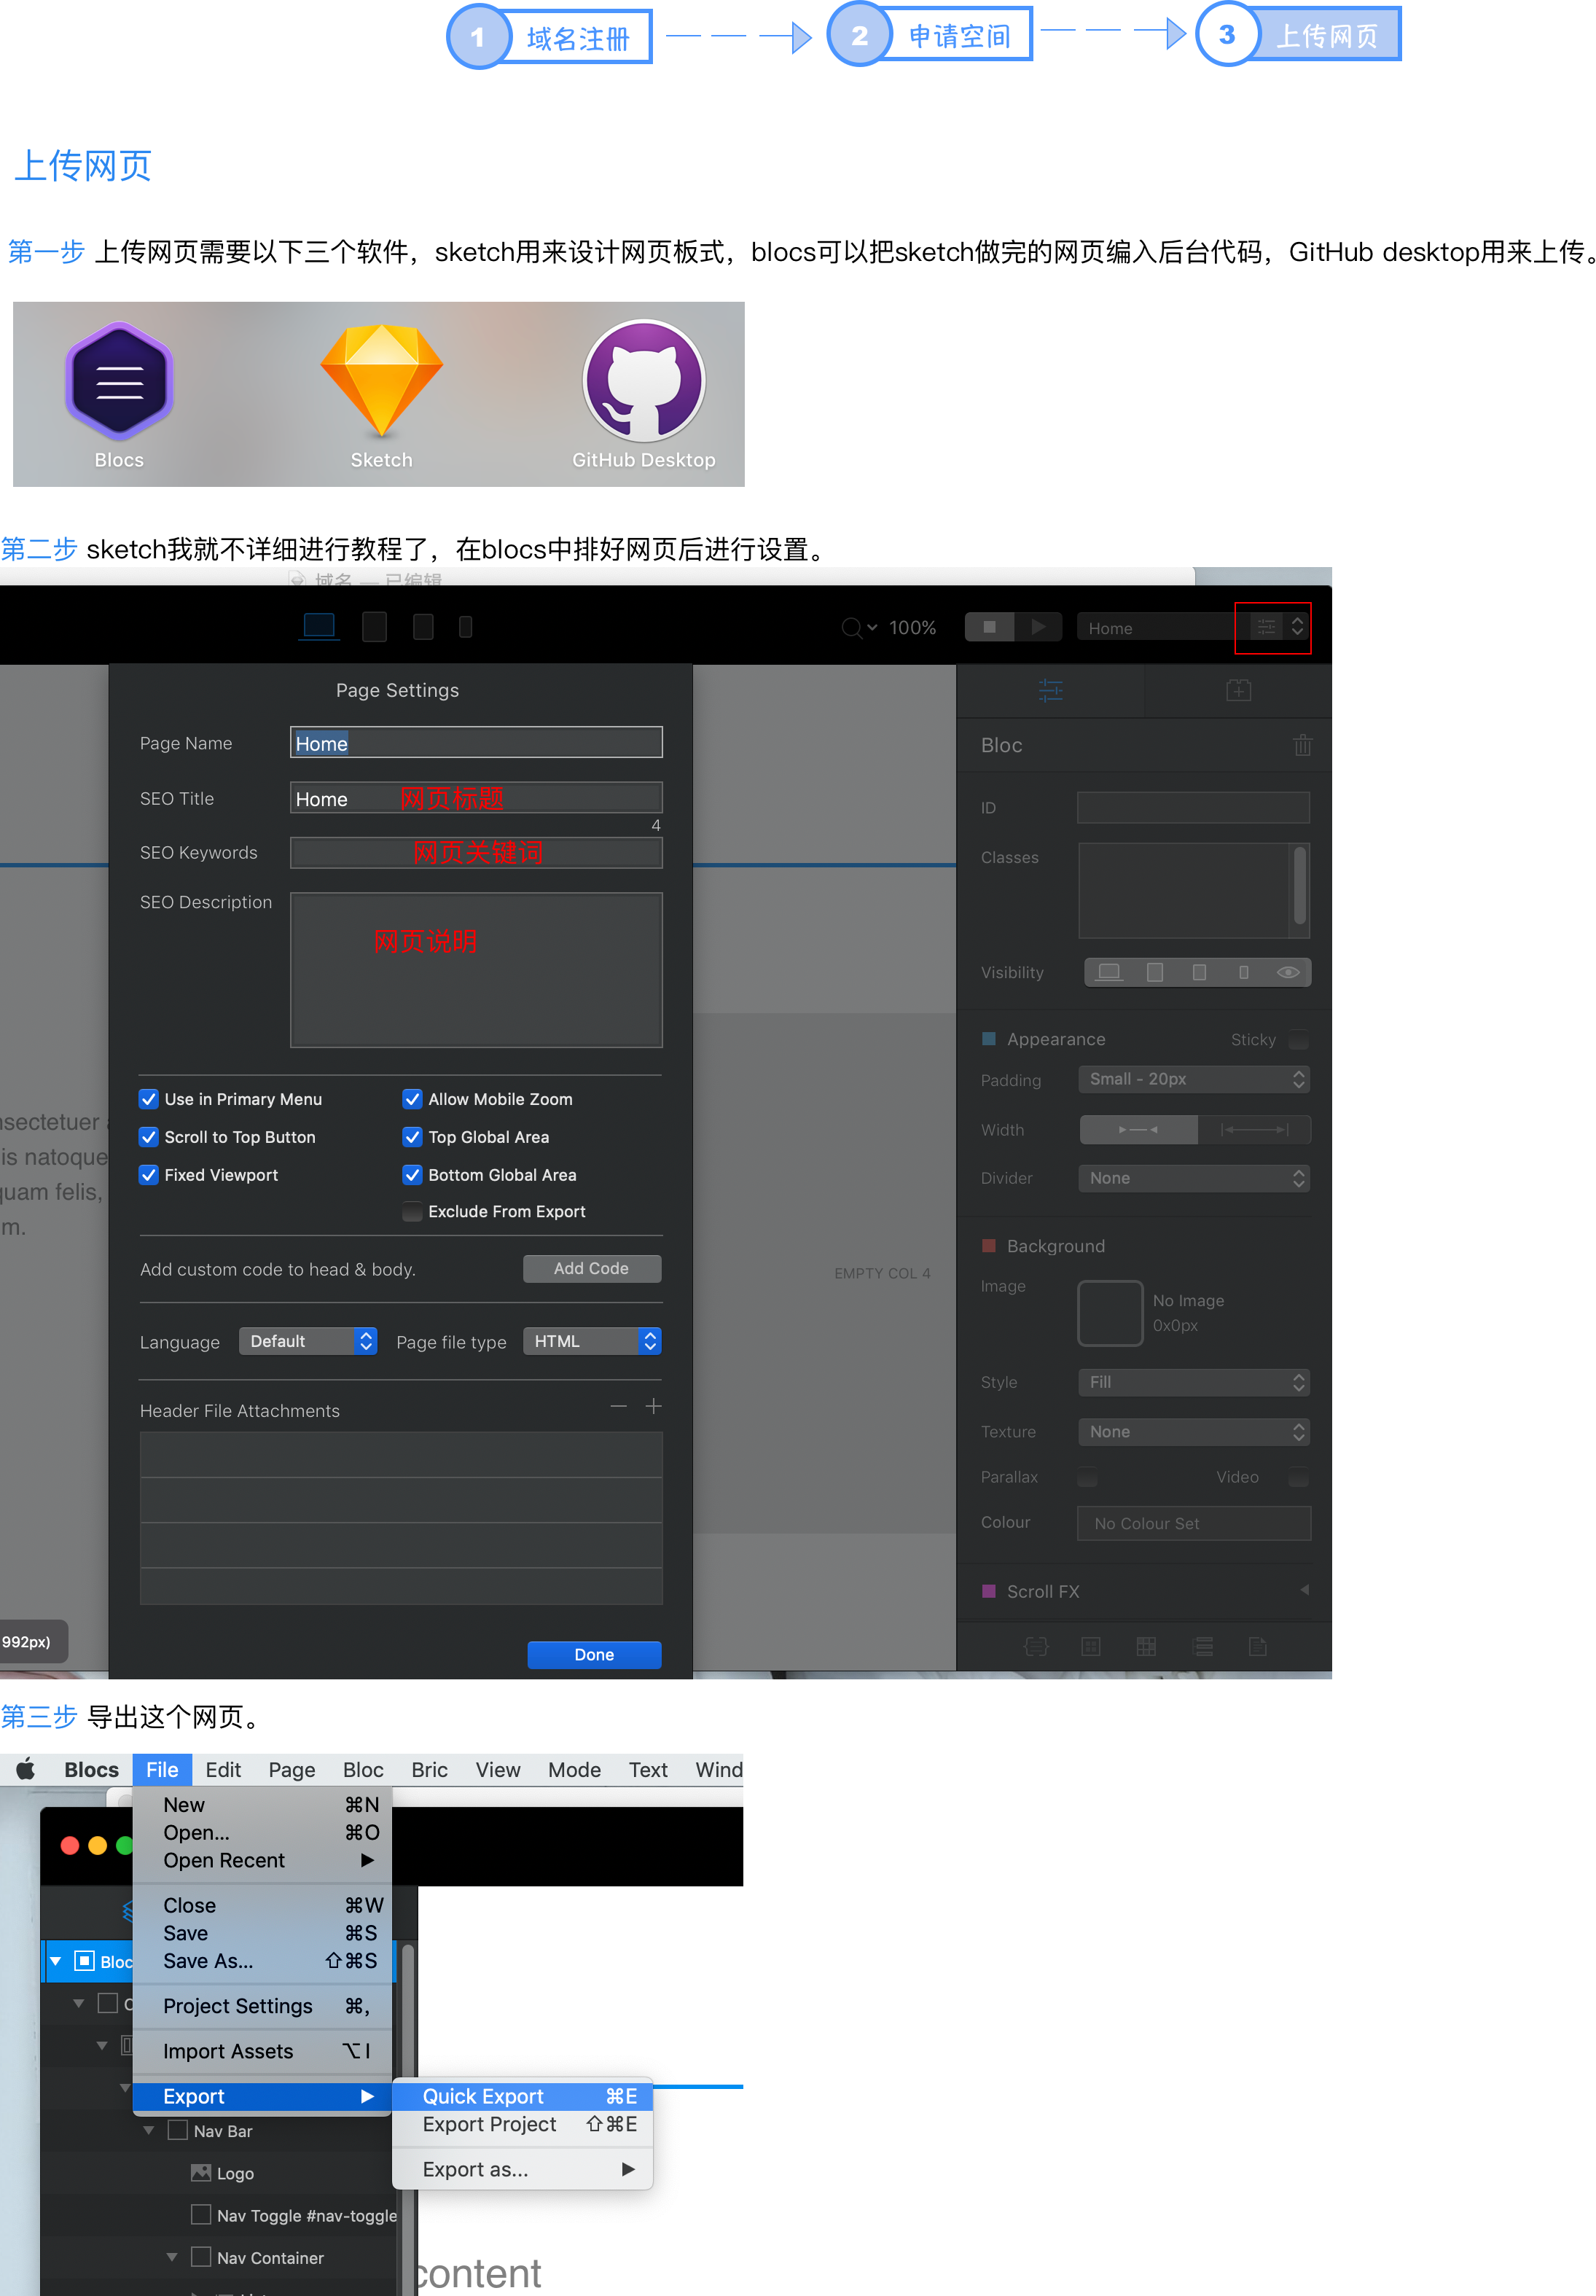 1 域名注册
2 申请空间
3 上传网页
上传网页
第一步 上传网页需要以下三个软件，sketch用来设计网页板式，blocs可以把sketch做完的网页编入后台代码，GitHub desktop用来上传。
Blocs Sketch GitHub Desktop
第二步 sketch我就不详细进行教程了，在blocs中排好网页后进行设置。
域名 — 已编辑
100% Home
Page Settings
Page Name Home
SEO Title Home 网页标题
4
SEO Keywords 网页关键词
SEO Description
网页说明
Use in Primary Menu Allow Mobile Zoom
Scroll to Top Button Top Global Area
Fixed Viewport Bottom Global Area
Exclude From Export
Add custom code to head & body. Add Code
Language Default Page file type HTML
Header File Attachments
Done
nsectetuer
is natoque
quam felis,
m.
992px)
EMPTY COL 4
Bloc
ID
Classes
Visibility
Appearance Sticky
Padding Small - 20px
Width
Divider None
Background
Image No Image
0x0px
Style Fill
Texture None
Parallax Video
Colour No Colour Set
Scroll FX
第三步 导出这个网页。
Blocs File Edit Page Bloc Bric View Mode Text Wind
New ⌘N
Open... ⌘O
Open Recent ▶
Close ⌘W
Save ⌘S
Save As... ⇧⌘S
Project Settings ⌘,
Import Assets ⌥I
Export ▶
Quick Export ⌘E
Export Project ⇧⌘E
Export as... ▶
Bloc
Nav Bar
Logo
Nav Toggle #nav-toggle
Nav Container
content